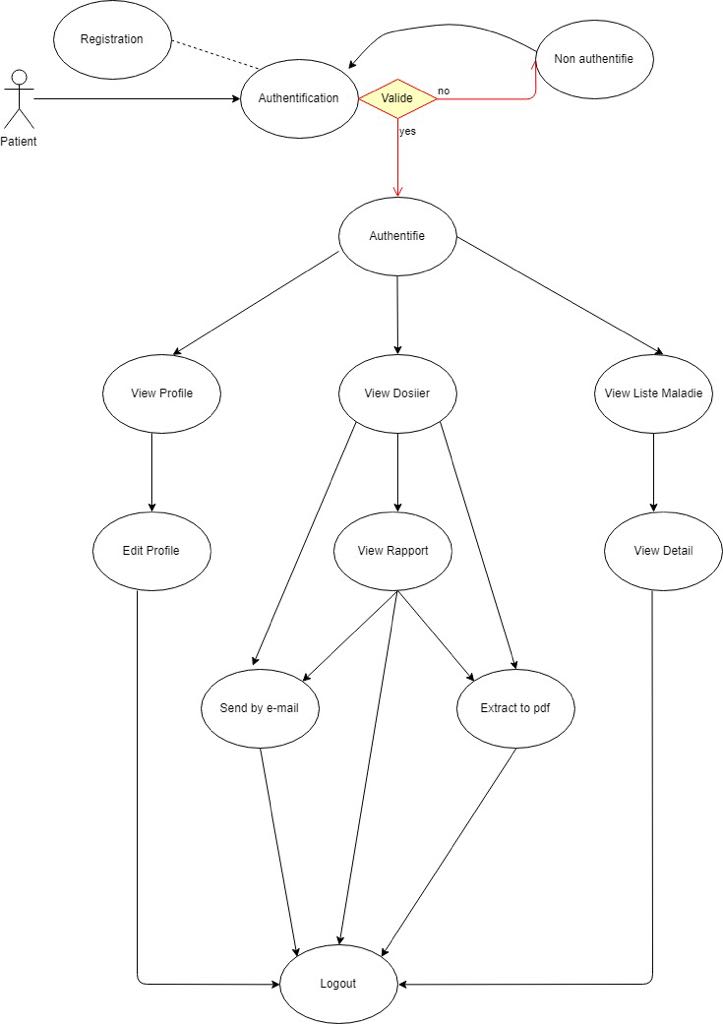 Registration
Non authentifie
Authentification
Valide
no
Patient
yes
Authentifie
View Profile
View Dosiier
View Liste Maladie
Edit Profile
View Rapport
View Detail
Send by e-mail
Extract to pdf
Logout